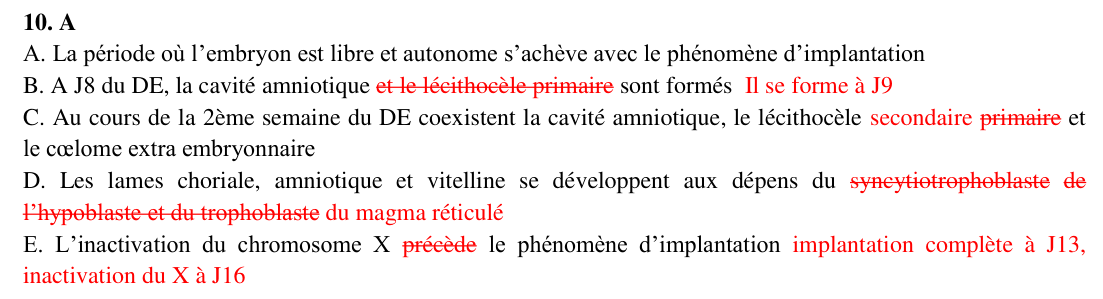 10. A
A. La période où l'embryon est libre et autonome s'achève avec le phénomène d'implantation
B. A J8 du DE, la cavité amniotique et le lécithocèle primaire sont formés Il se forme à J9
C. Au cours de la 2ème semaine du DE coexistent la cavité amniotique, le lécithocèle secondaire primaire et
le cœlome extra embryonnaire
D. Les lames choriale, amniotique et vitelline se développent aux dépens du syncytiotrophoblaste de
l'hypoblaste et du trophoblaste du magma réticulé
E. L'inactivation du chromosome X précède le phénomène d'implantation implantation complète à J13,
inactivation du X à J16